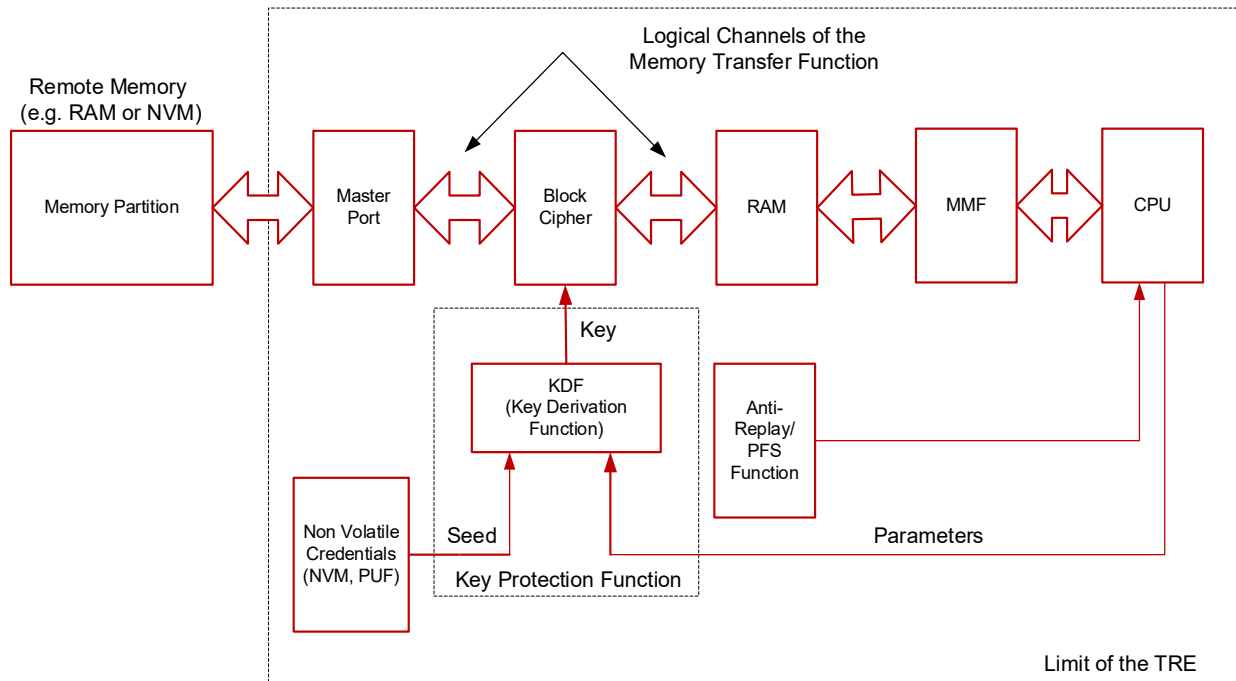 Logical Channels of the
Memory Transfer Function
Remote Memory
(e.g. RAM or NVM)
Memory Partition
Master
Port
Block
Cipher
RAM
MMF
CPU
Key
KDF
(Key Derivation
Function)
Anti-
Replay/
PFS
Function
Non Volatile
Credentials
(NVM, PUF)
Seed
Parameters
Key Protection Function
Limit of the TRE